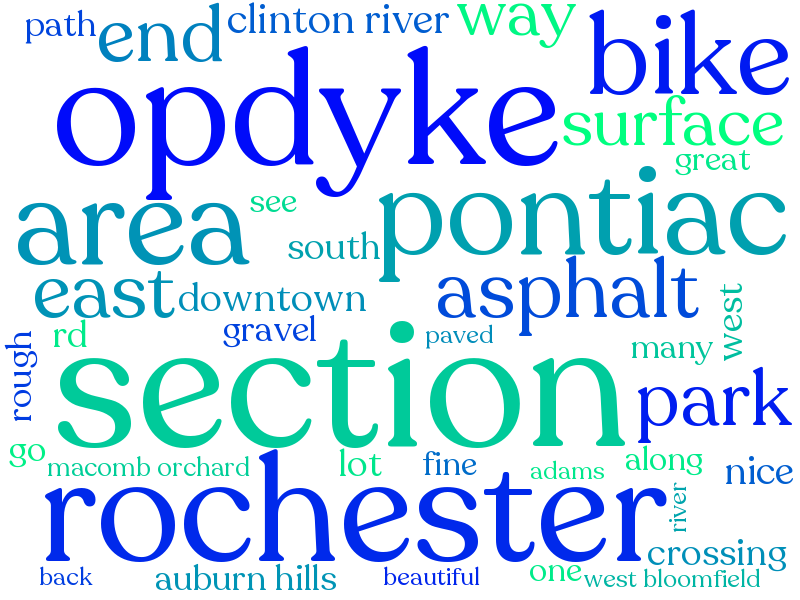 path
end
clinton river
way
bike
opdyke
surface
great
area
see
south
pontiac
east
downtown
asphalt
west
rough
rd
gravel
paved
many
section
park
go
macomb orchard
lot
fine
adams
along
nice
rochester
river
crossing
back
auburn hills
beautiful
one
west bloomfield